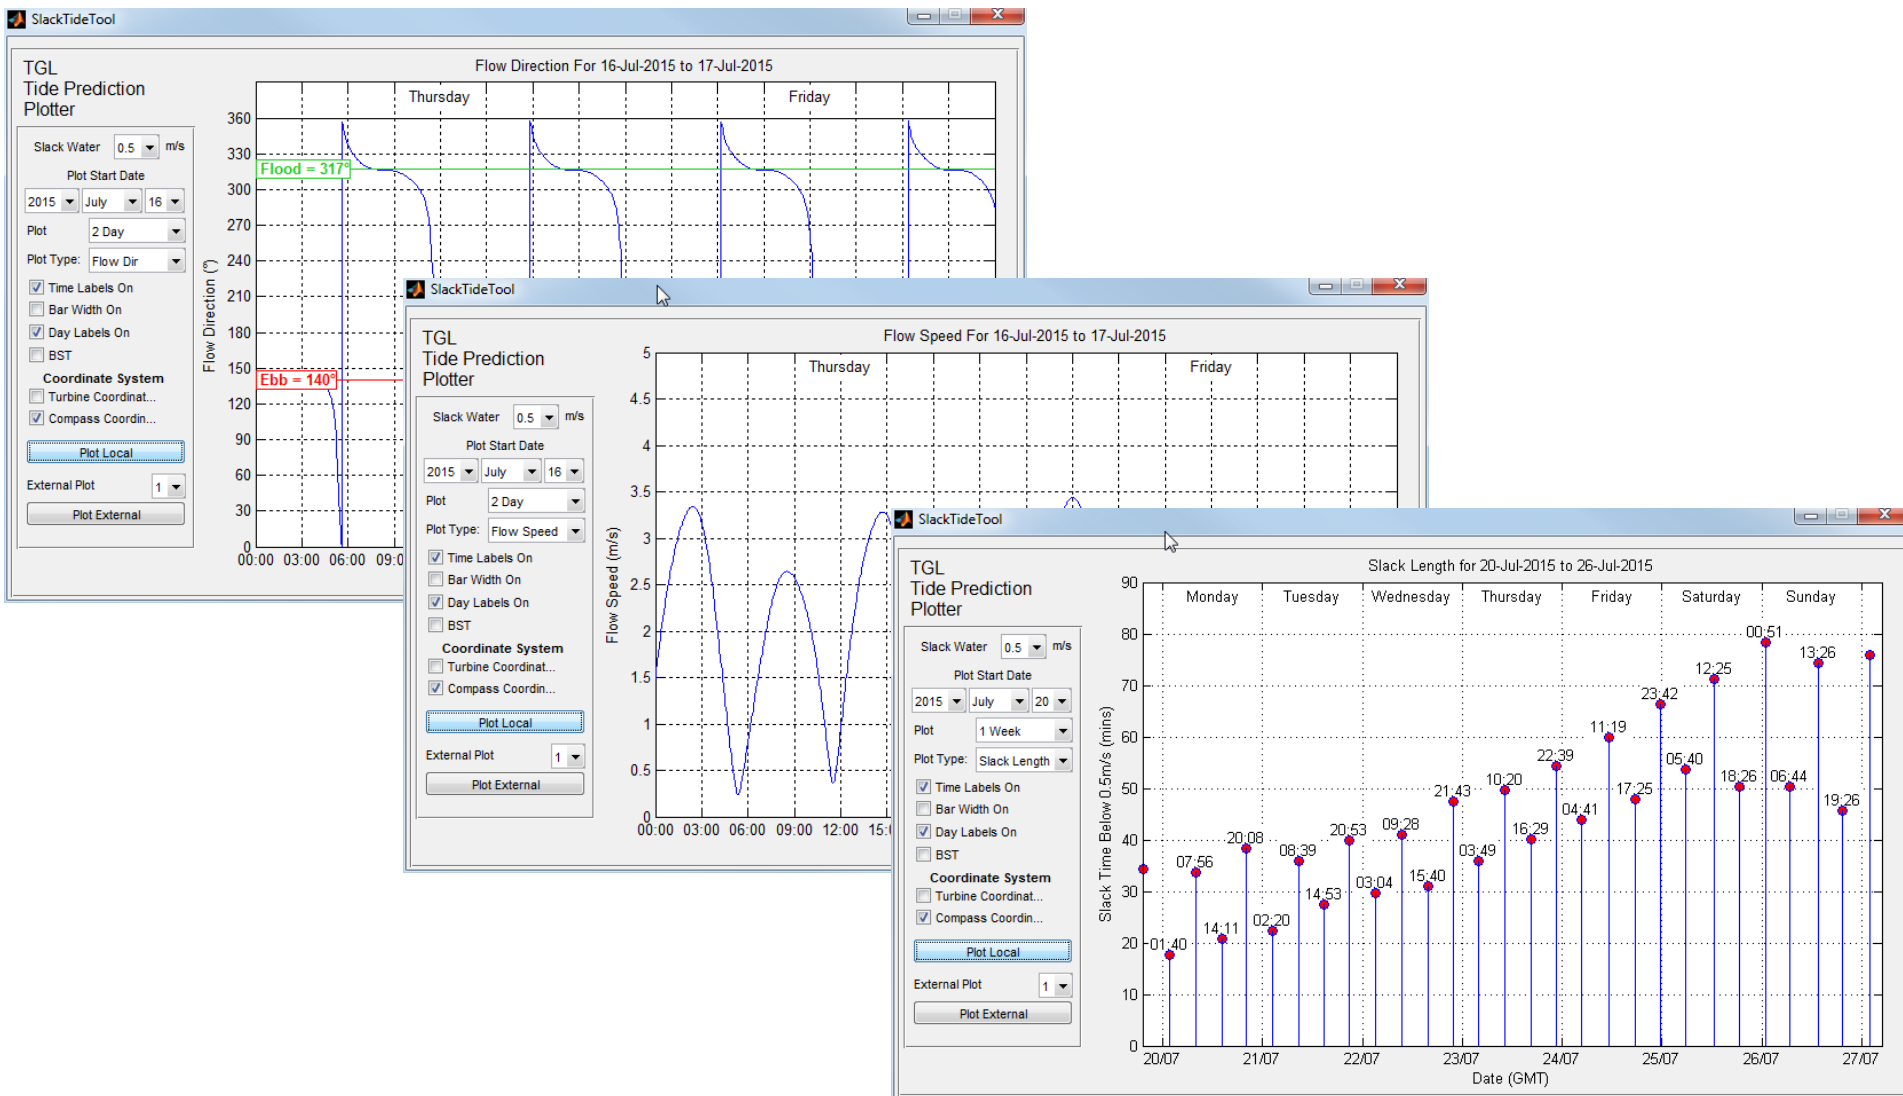 SlackTideTool
TGL
Tide Prediction
Plotter
Slack Water 0.5 m/s
Plot Start Date
2015 July 16
Plot 2 Day
Plot Type: Flow Dir
Time Labels On
Bar Width On
Day Labels On
BST
Coordinate System
Turbine Coordinat...
Compass Coordin...
Plot Local
External Plot 1
Plot External
Flow Direction For 16-Jul-2015 to 17-Jul-2015
Thursday Friday
Flow Direction (°)
360
330
Flood = 317°
300
270
240
210
180
150
Ebb = 140°
120
90
60
30
0
00:00 03:00 06:00
SlackTideTool
TGL
Tide Prediction
Plotter
Slack Water 0.5 m/s
Plot Start Date
2015 July 16
Plot 2 Day
Plot Type: Flow Speed
Time Labels On
Bar Width On
Day Labels On
BST
Coordinate System
Turbine Coordinat...
Compass Coordin...
Plot Local
External Plot 1
Plot External
Flow Speed For 16-Jul-2015 to 17-Jul-2015
Thursday Friday
Flow Speed (m/s)
5
4.5
4
3.5
3
2.5
2
1.5
1
0.5
0
00:00 03:00 06:00 09:00 12:00
SlackTideTool
TGL
Tide Prediction
Plotter
Slack Water 0.5 m/s
Plot Start Date
2015 July 20
Plot 1 Week
Plot Type: Slack Length
Time Labels On
Bar Width On
Day Labels On
BST
Coordinate System
Turbine Coordinat...
Compass Coordin...
Plot Local
External Plot 1
Plot External
Slack Length for 20-Jul-2015 to 26-Jul-2015
Monday Tuesday Wednesday Thursday Friday Saturday Sunday
Slack Time Below 0.5m/s (mins)
90
80
70
60
50
40
30
20
10
0
01:40
07:56
14:11
20:08
02:20
08:39
14:53
20:53
03:04
09:28
15:40
21:43
03:49
10:20
16:29
22:39
04:41
11:19
17:25
23:42
05:40
12:25
18:26
00:51
06:44
13:26
19:26
20/07 21/07 22/07 23/07 24/07 25/07 26/07 27/07
Date (GMT)